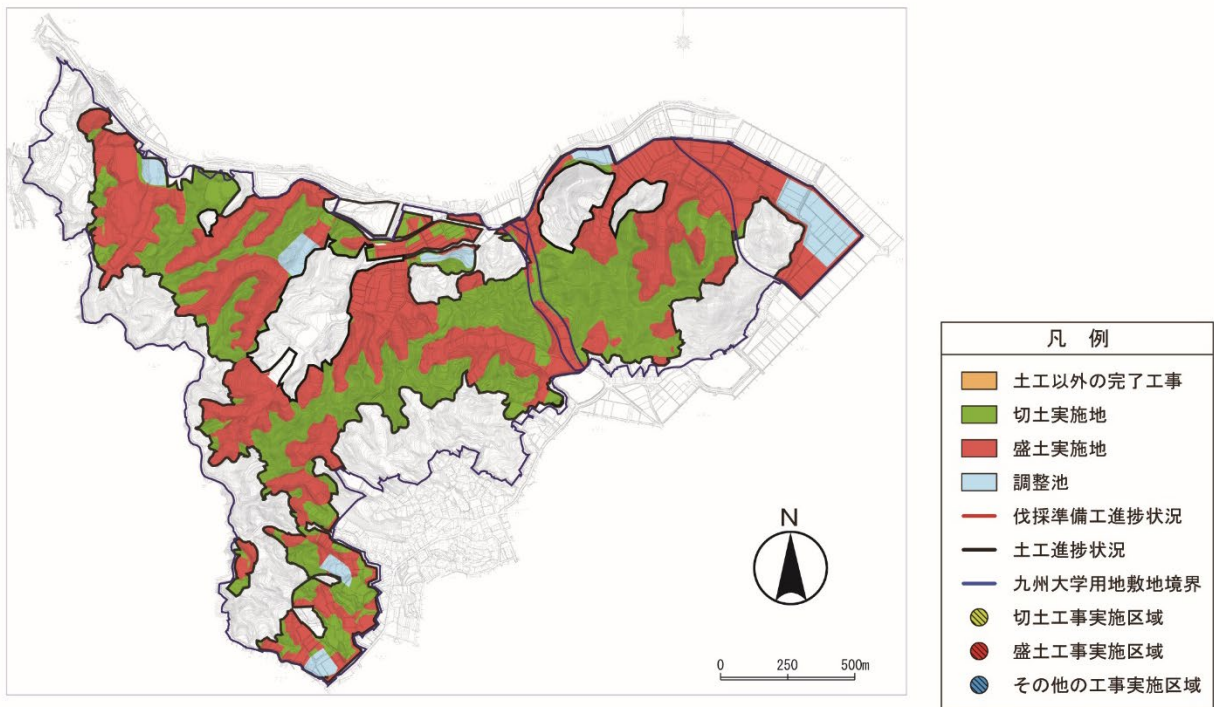 N
0 250 500m
凡 例
土工以外の完了工事
切土実施地
盛土実施地
調整池
伐採準備工進捗状況
土工進捗状況
九州大学用地敷地境界
切土工事実施区域
盛土工事実施区域
その他の工事実施区域